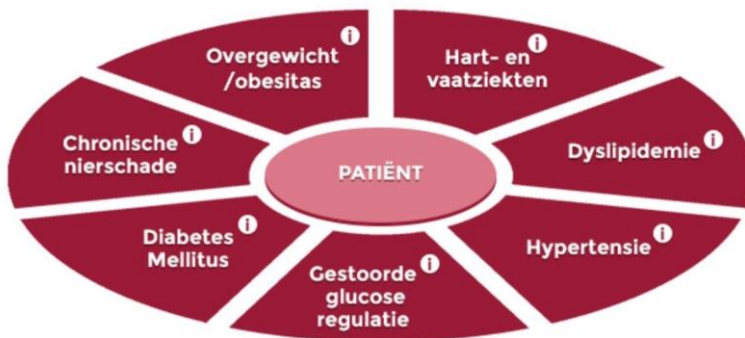 Overgewicht
/obesitas
Hart- en
vaatziekten
Chronische
nierschade
PATIËNT
Dyslipidemie
Diabetes
Mellitus
Gestoorde
glucose
regulatie
Hypertensie